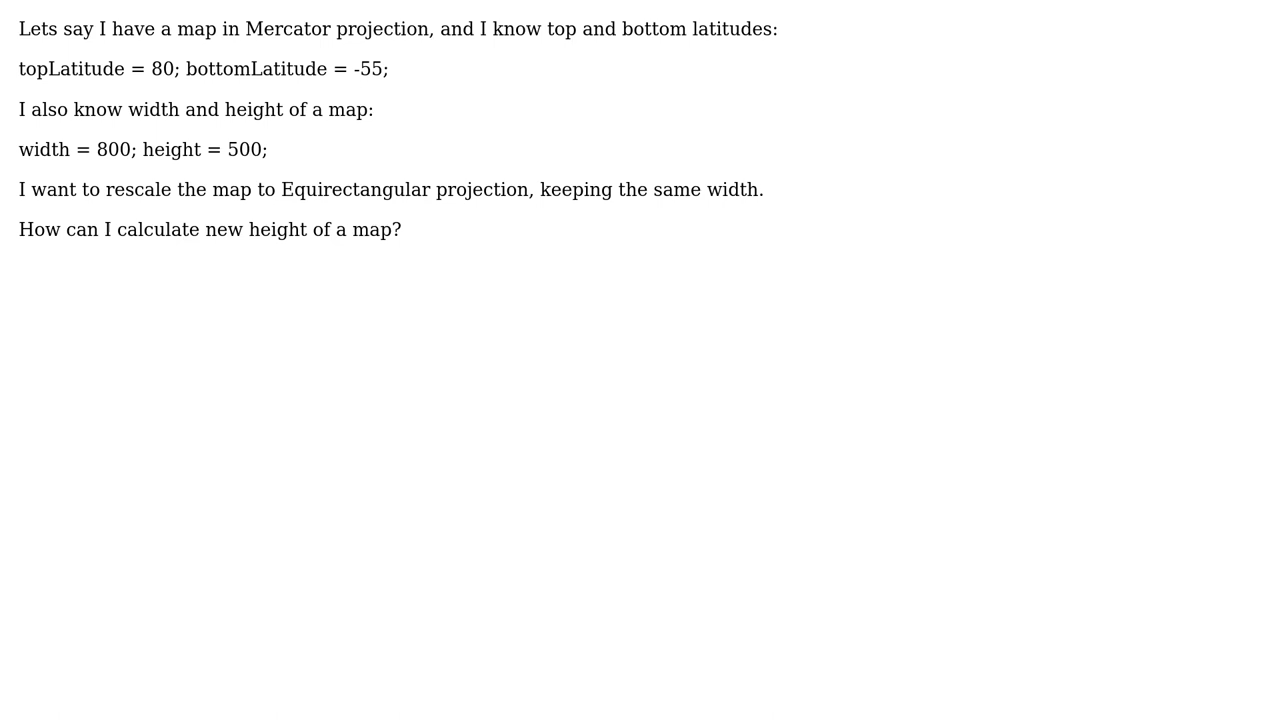 Lets say I have a map in Mercator projection, and I know top and bottom latitudes:
topLatitude = 80; bottomLatitude = -55;
I also know width and height of a map:
width = 800; height = 500;
I want to rescale the map to Equirectangular projection, keeping the same width.
How can I calculate new height of a map?